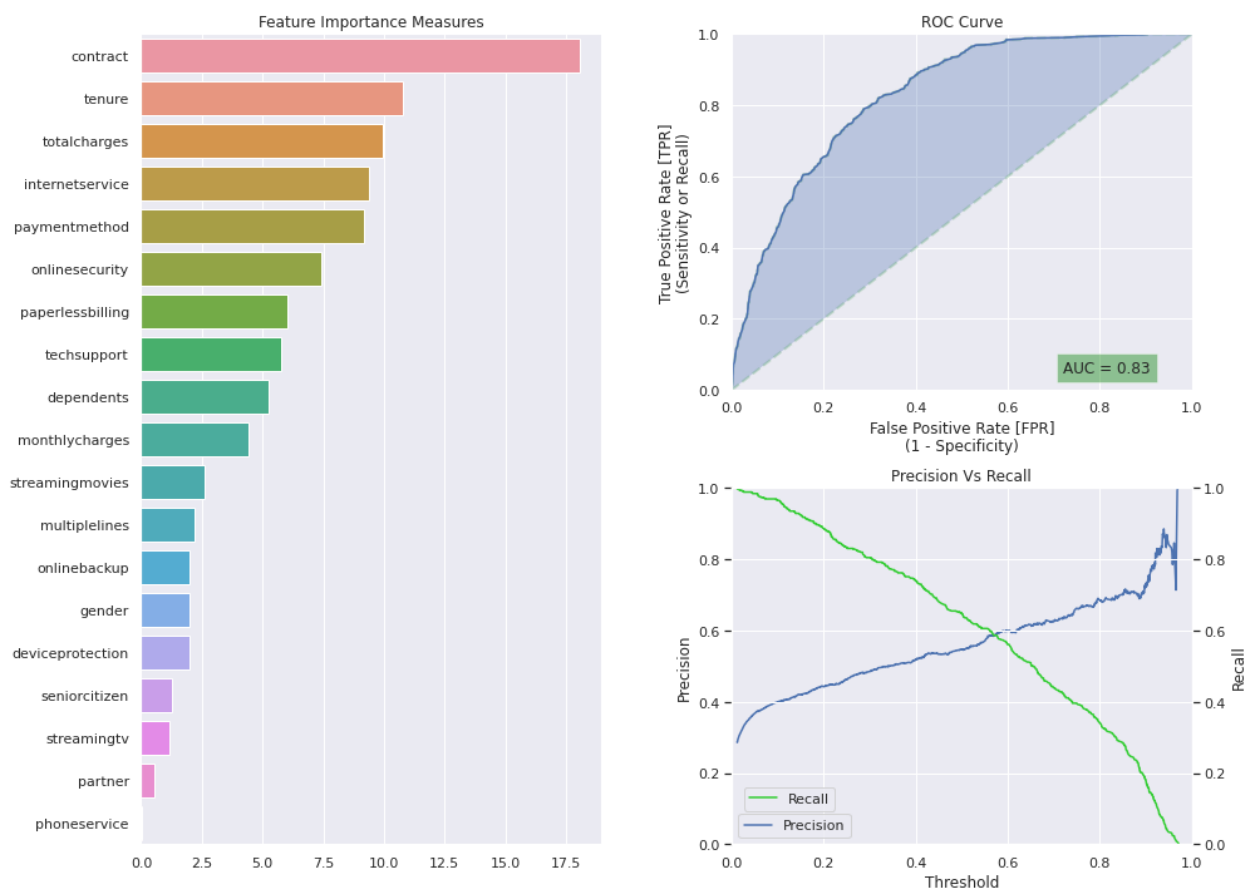 Feature Importance Measures
contract
tenure
totalcharges
internetservice
paymentmethod
onlinesecurity
paperlessbilling
techsupport
dependents
monthlycharges
streamingmovies
multiplelines
onlinebackup
gender
deviceprotection
seniorcitizen
streamingtv
partner
phoneservice
0.0 2.5 5.0 7.5 10.0 12.5 15.0 17.5
ROC Curve
True Positive Rate [TPR]
(Sensitivity or Recall)
1.0
0.8
0.6
0.4
0.2
0.0
AUC = 0.83
0.0 0.2 0.4 0.6 0.8 1.0
False Positive Rate [FPR]
(1 - Specificity)
Precision Vs Recall
Precision
1.0
0.8
0.6
0.4
0.2
0.0
Recall
Precision
1.0
0.8
0.6
0.4
0.2
0.0
Recall
0.0 0.2 0.4 0.6 0.8 1.0
Threshold